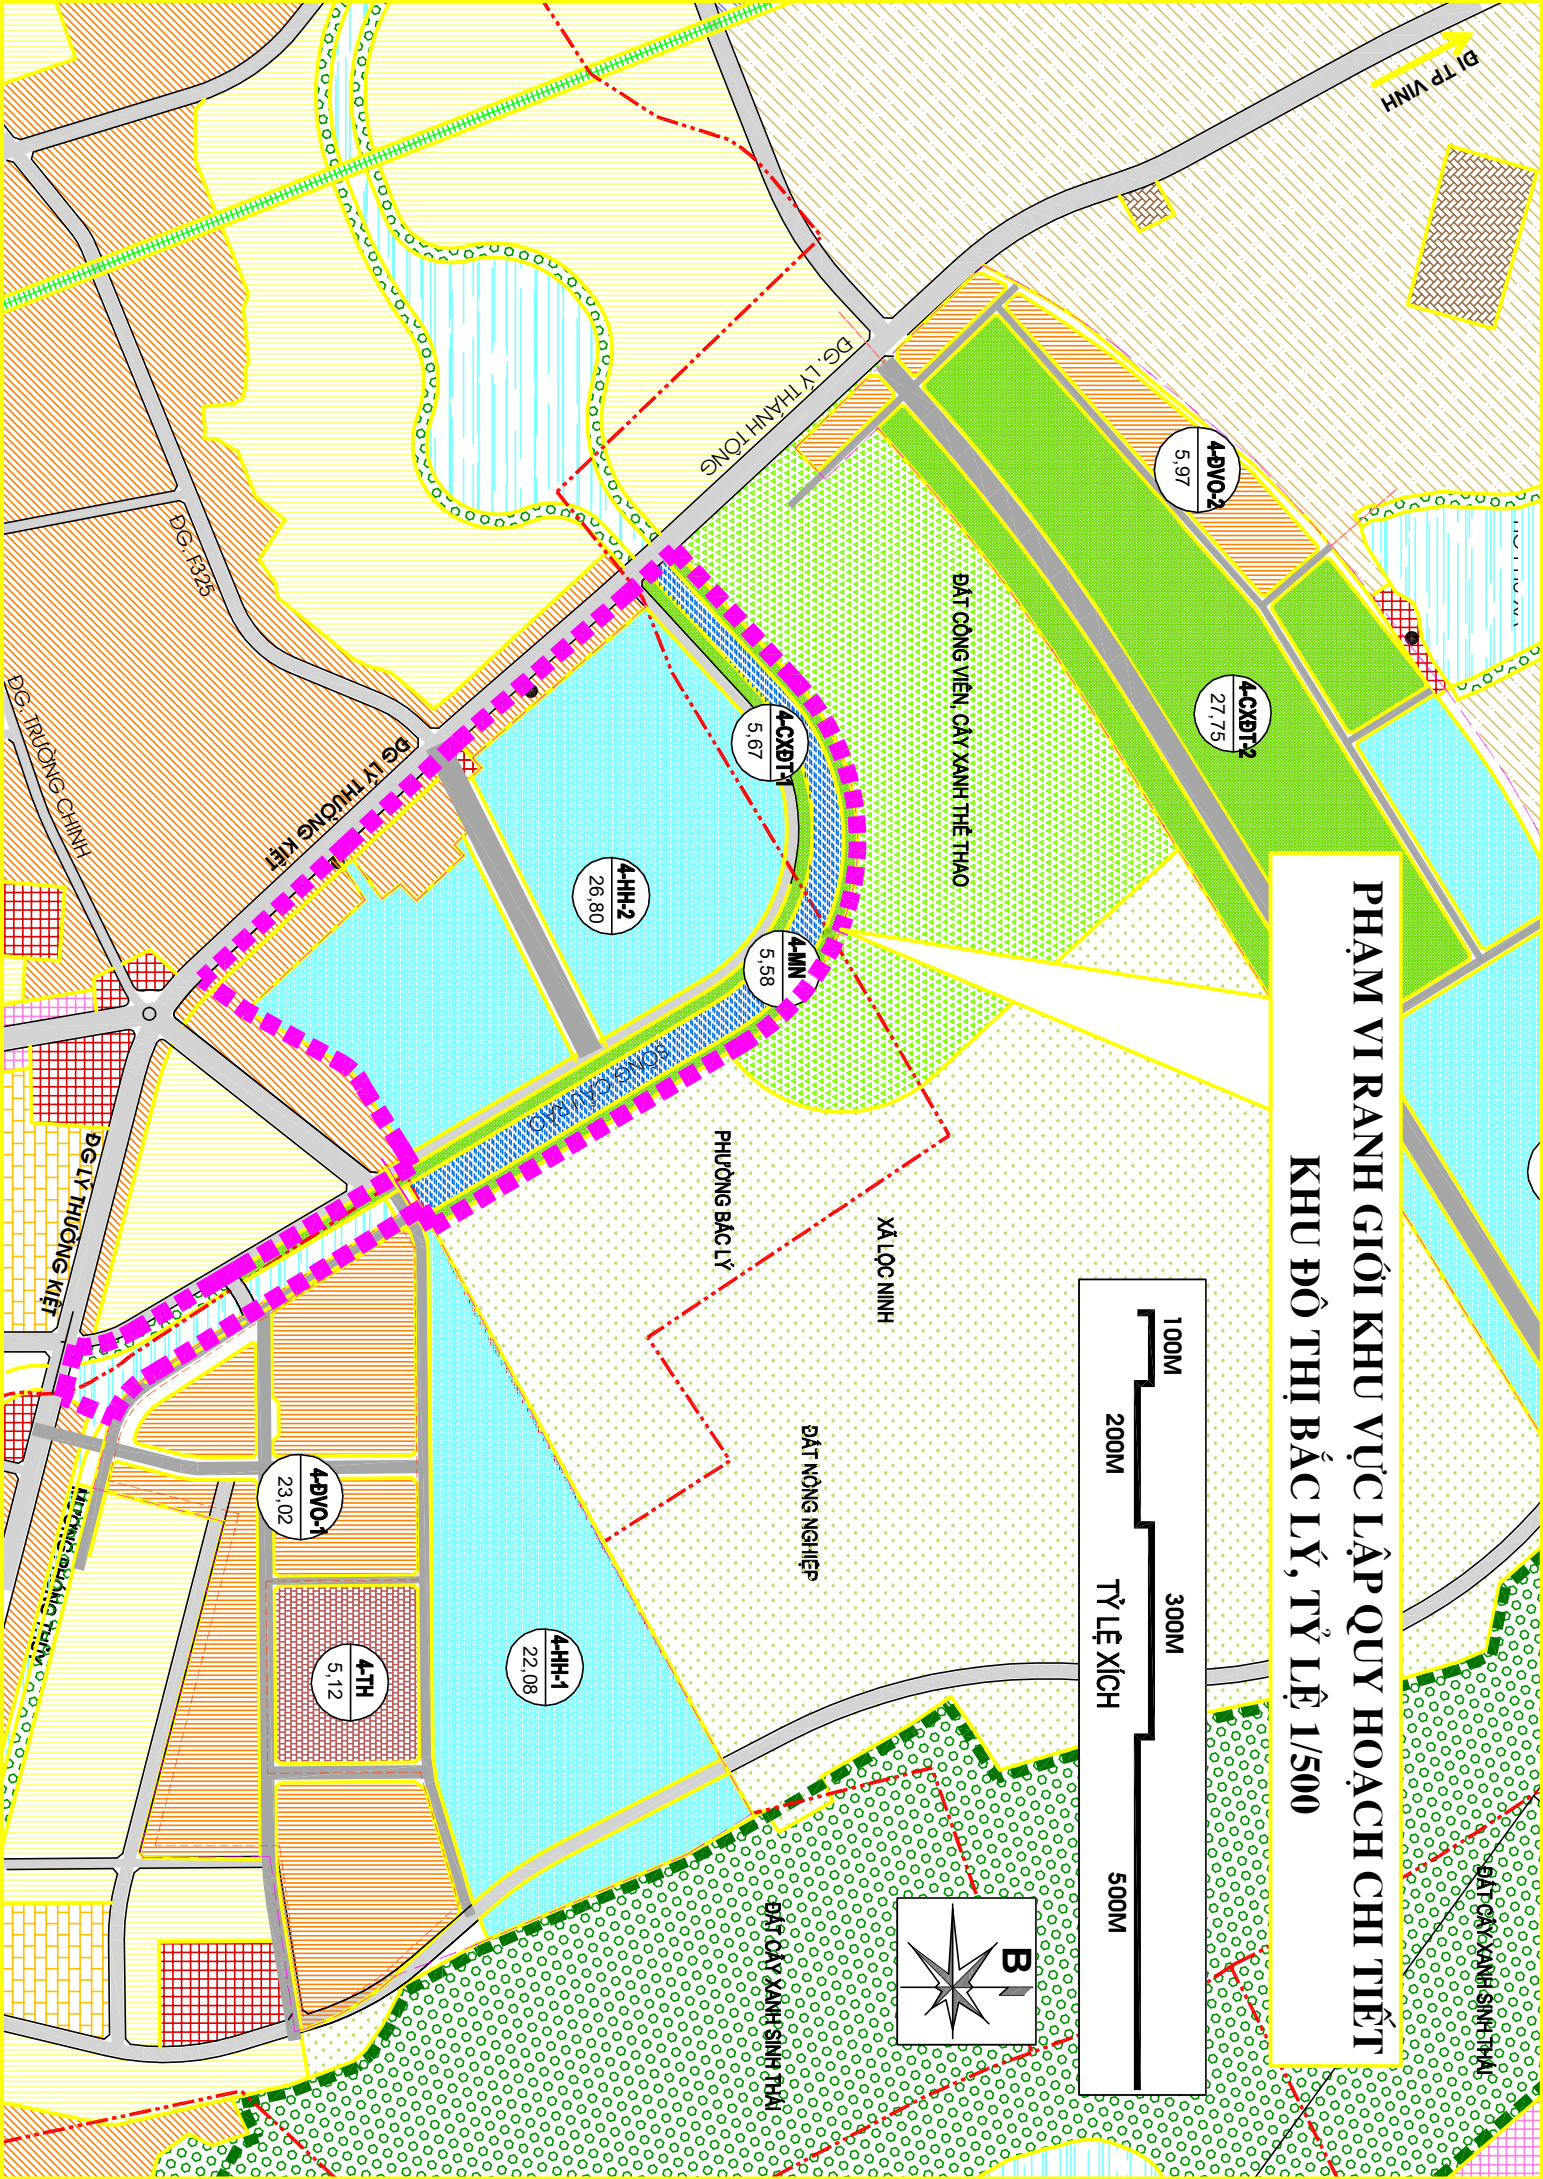 PHẠM VI RANH GIỚI KHU VỰC LẬP QUY HOẠCH CHI TIẾT
KHU ĐÔ THỊ BẮC LÝ, TỶ LỆ 1/500
ĐI TP VINH
4-ĐVO-2
5,97
4-CXĐT-2
27,75
ĐG. LÝ THÁNH TÔNG
ĐẤT CÔNG VIÊN, CÂY XANH THỂ THAO
4-CXĐT-1
5,67
4-HH-2
26,80
4-MN
5,58
SÔNG CẦU RÀO
ĐG. F325
ĐG. TRƯỜNG CHINH
ĐG LÝ THƯỜNG KIỆT
ĐG LÝ THƯỜNG KIỆT
PHƯỜNG BẮC LÝ
XÃ LỘC NINH
ĐẤT NÔNG NGHIỆP
100M
200M
300M
500M
TỶ LỆ XÍCH
4-ĐVO-1
23,02
4-TH
5,12
4-HH-1
22,08
B
ĐẤT CÂY XANH SINH THÁI
ĐẤT CÂY XANH SINH THÁI